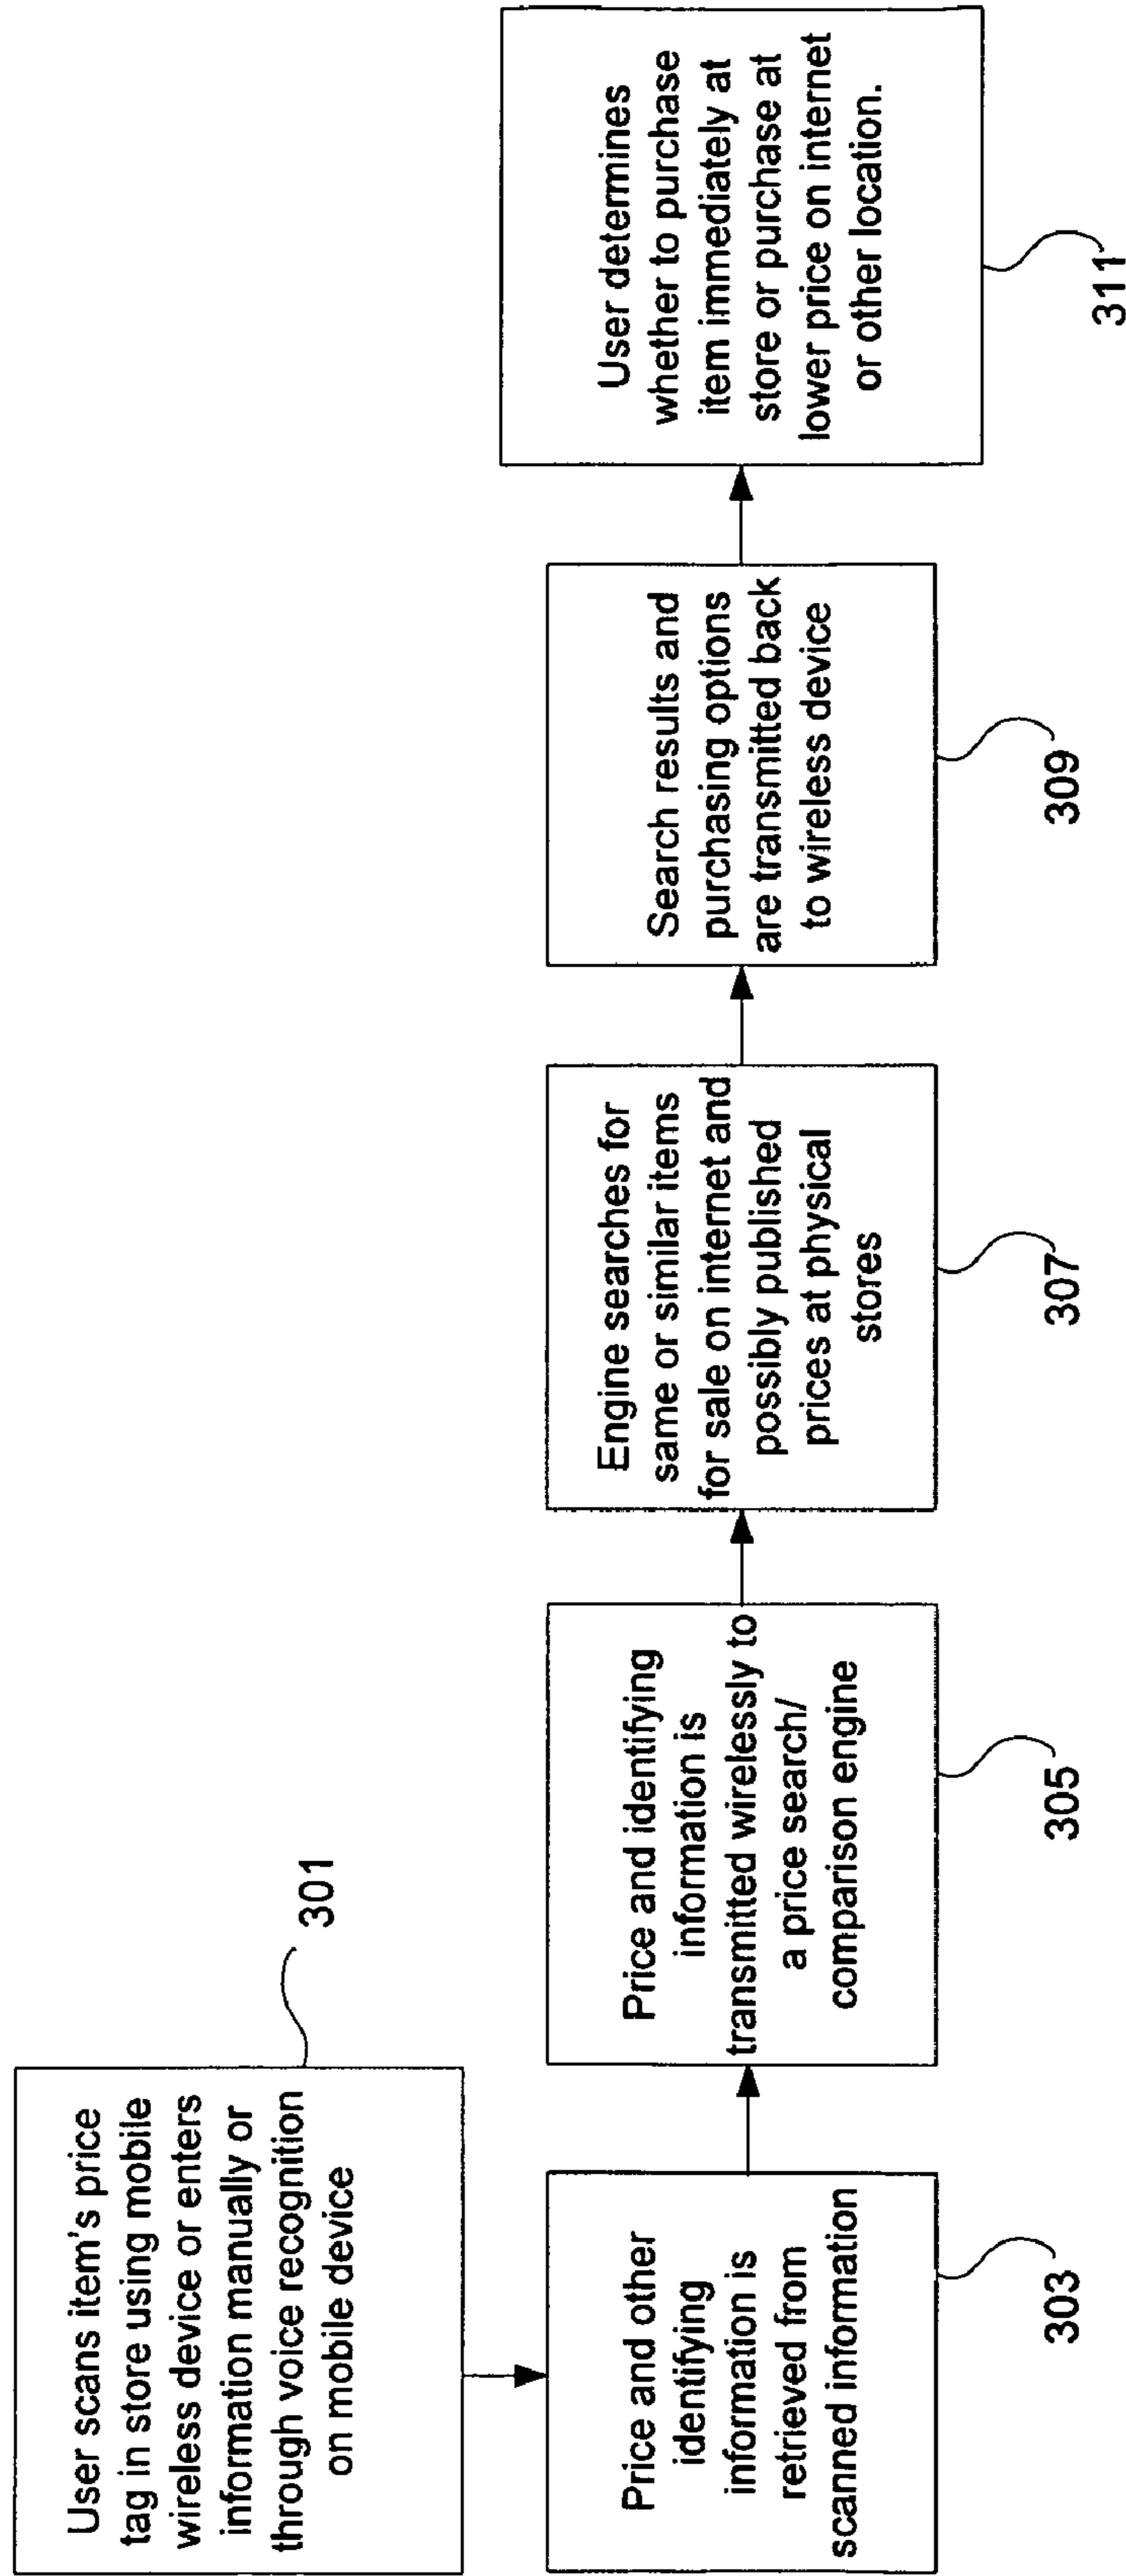 User scans item's price
tag in store using mobile
wireless device or enters
information manually or
through voice recognition
on mobile device
301
Price and other
identifying
information is
retrieved from
scanned information
303
Price and identifying
information is
transmitted wirelessly to
a price search/
comparison engine
305
Engine searches for
same or similar items
for sale on internet and
possibly published
prices at physical
stores
307
Search results and
purchasing options
are transmitted back
to wireless device
309
User determines
whether to purchase
item immediately at
store or purchase at
lower price on internet
or other location.
311